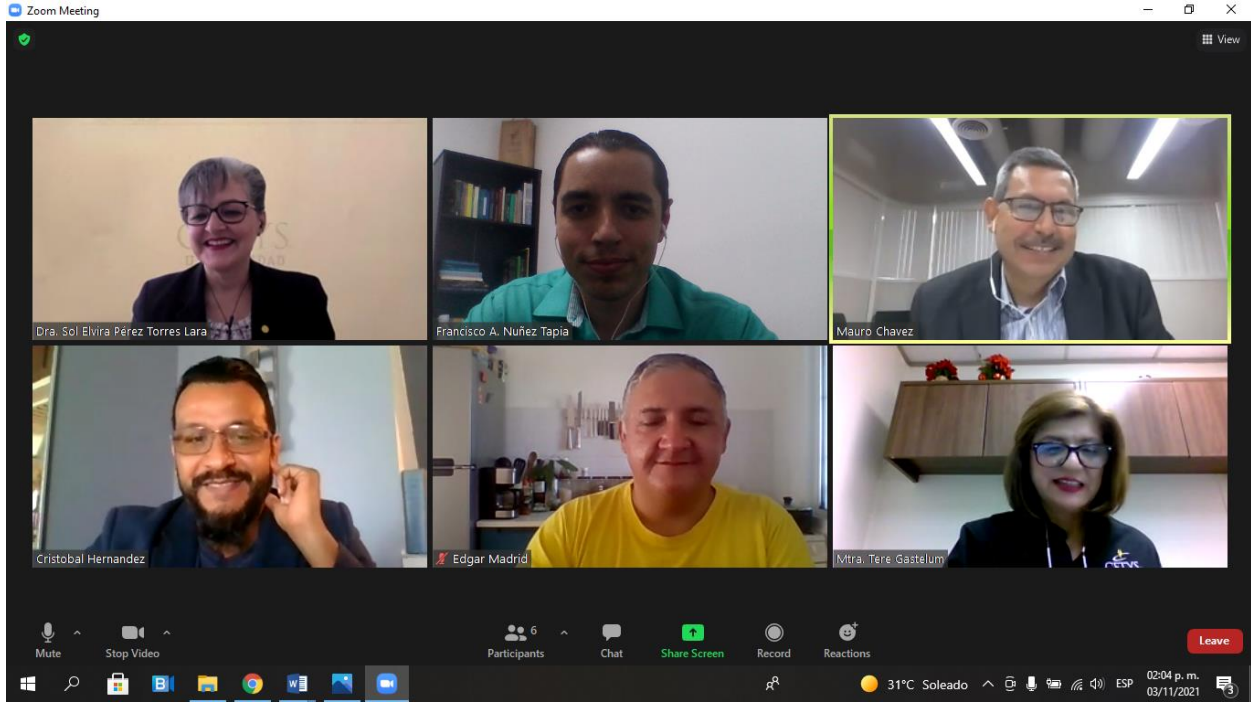 Zoom Meeting
View
Dra. Sol Elvira Pérez Torres Lara
Francisco A. Nuñez Tapia
Mauro Chavez
Cristobal Hernandez
Edgar Madrid
Mtra. Tere Gastelum
CETYS
Mute
Stop Video
6
Participants
Chat
Share Screen
Record
Reactions
Leave
31°C Soleado
ESP
02:04 p. m.
03/11/2021
3